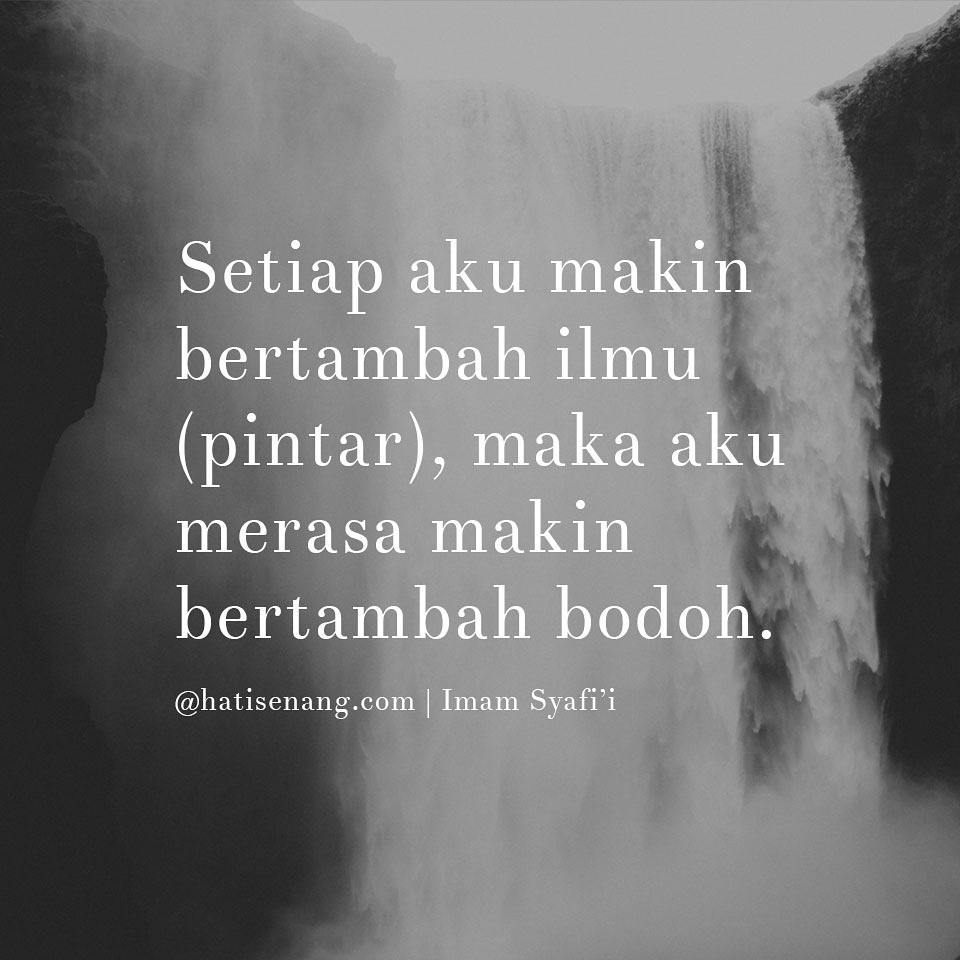 Setiap aku makin
bertambah ilmu
(pintar), maka aku
merasa makin
bertambah bodoh.
@hatisenang.com | Imam Syafi’i